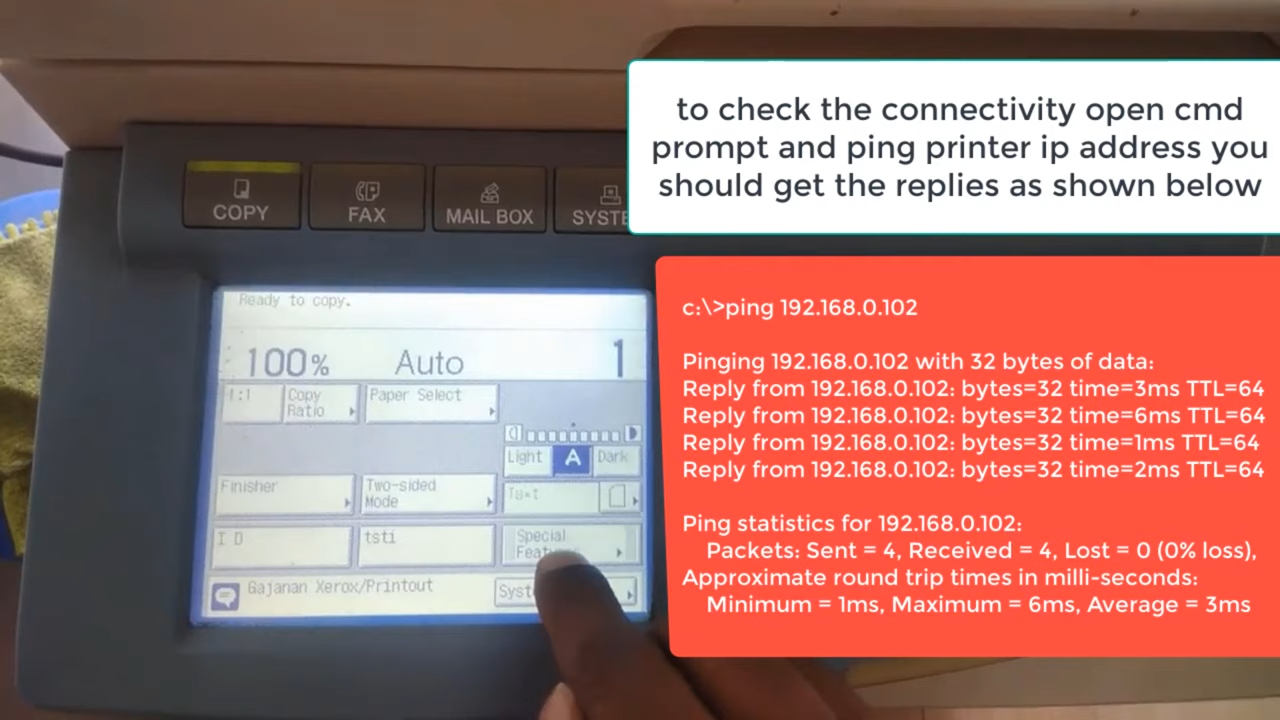 to check the connectivity open cmd
prompt and ping printer ip address you
should get the replies as shown below
COPY
FAX
MAIL BOX
Ready to copy.
100%
Auto
1
1:1
Copy
Ratio
Paper Select
Light
A
Dark
Finisher
Two-sided
Mode
Text
I D
tsti
Special
Gajanan Xerox/Printout
c:\>ping 192.168.0.102
Pinging 192.168.0.102 with 32 bytes of data:
Reply from 192.168.0.102: bytes=32 time=3ms TTL=64
Reply from 192.168.0.102: bytes=32 time=6ms TTL=64
Reply from 192.168.0.102: bytes=32 time=1ms TTL=64
Reply from 192.168.0.102: bytes=32 time=2ms TTL=64
Ping statistics for 192.168.0.102:
Packets: Sent = 4, Received = 4, Lost = 0 (0% loss),
Approximate round trip times in milli-seconds:
Minimum = 1ms, Maximum = 6ms, Average = 3ms